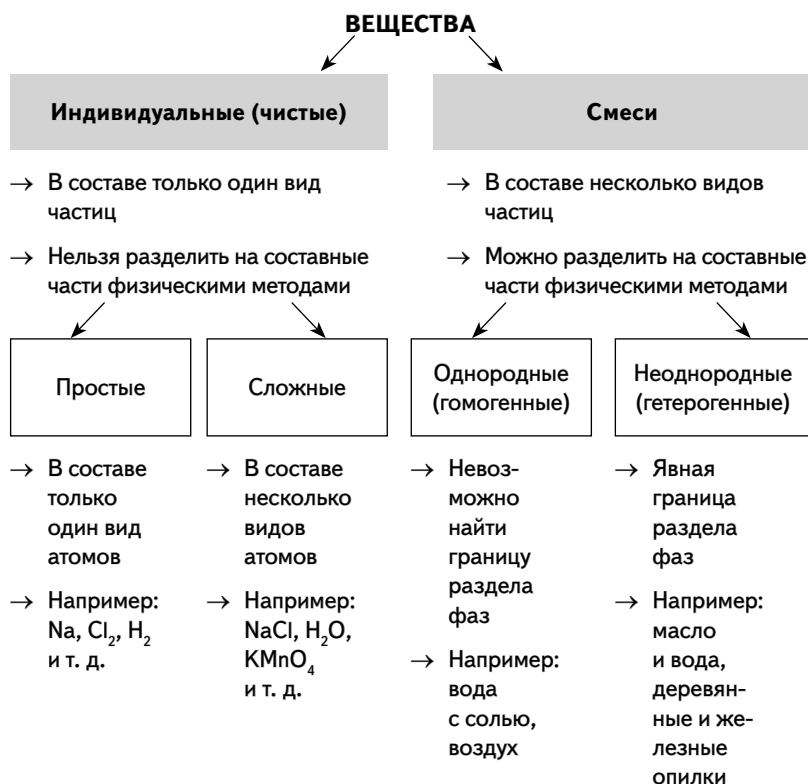 ВЕЩЕСТВА
Индивидуальные (чистые)
→ В составе только один вид
частиц
→ Нельзя разделить на составные
части физическими методами
Простые
→ В составе
только
один вид
атомов
→ Например:
Na, Cl₂, H₂
и т. д.
Сложные
→ В составе
несколько
видов
атомов
→ Например:
NaCl, H₂O,
KMnO₄
и т. д.
Смеси
→ В составе несколько видов
частиц
→ Можно разделить на составные
части физическими методами
Однородные
(гомогенные)
→ Невоз-
можно
найти
границу
раздела
фаз
→ Например:
вода
с солью,
воздух
Неоднородные
(гетерогенные)
→ Явная
граница
раздела
фаз
→ Например:
масло
и вода,
деревян-
ные и же-
лезные
опилки